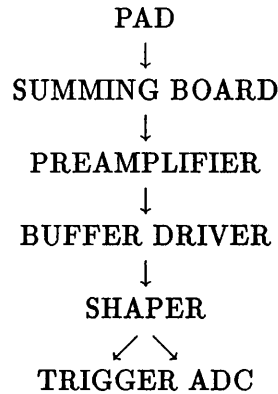 PAD
SUMMING BOARD
PREAMPLIFIER
BUFFER DRIVER
SHAPER
TRIGGER ADC